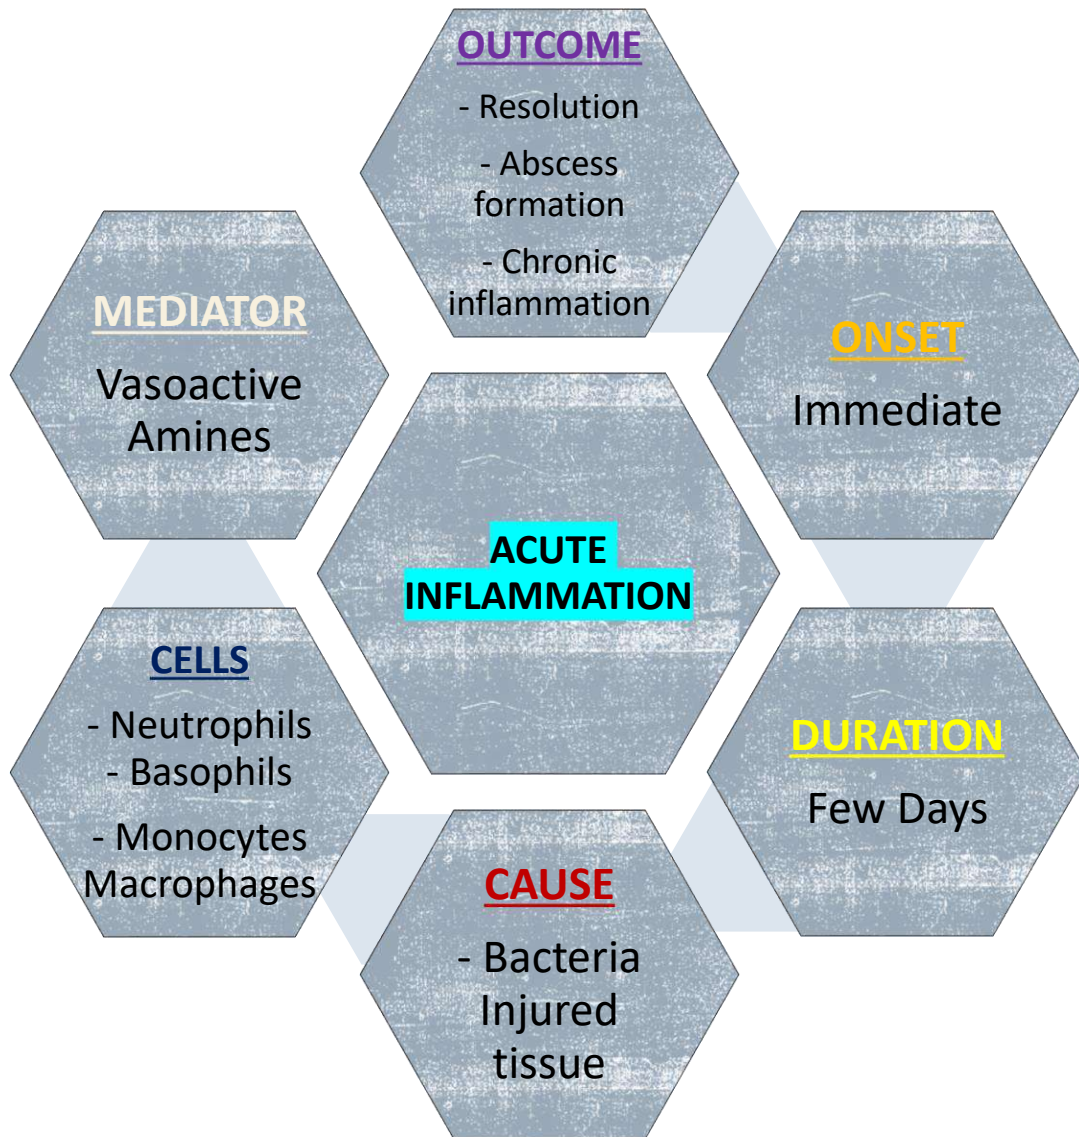 OUTCOME
- Resolution
- Abscess
formation
- Chronic
inflammation
ONSET
Immediate
DURATION
Few Days
CAUSE
- Bacteria
Injured
tissue
CELLS
- Neutrophils
- Basophils
- Monocytes
Macrophages
MEDIATOR
Vasoactive
Amines
ACUTE
INFLAMMATION